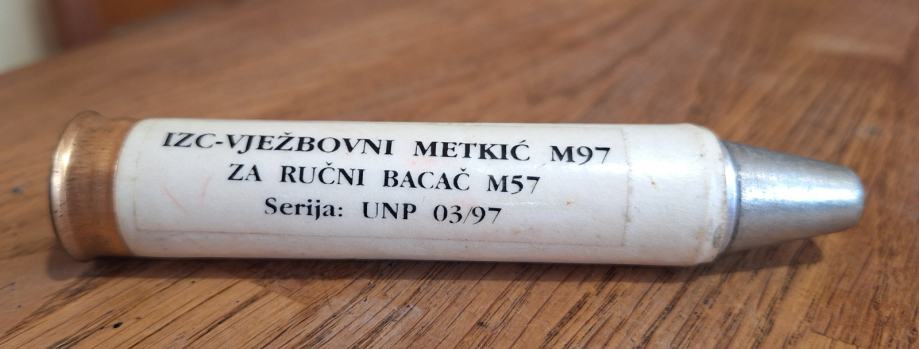 IZC-VJEŽBOVNI METKIĆ M97
ZA RUČNI BACAČ M57
Serija: UNP 03/97